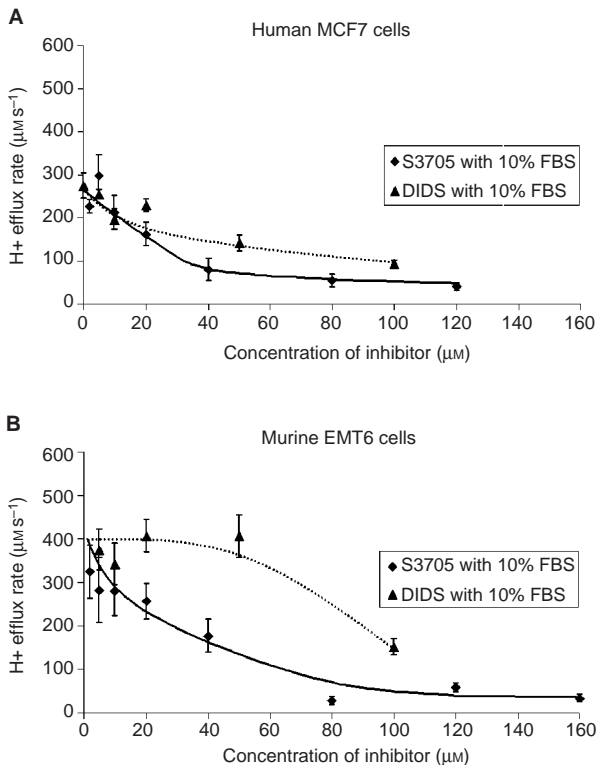 A
Human MCF7 cells
600
500
400
300
200
100
0
H+ efflux rate (µM s⁻¹)
S3705 with 10% FBS
DIDS with 10% FBS
0 20 40 60 80 100 120 140 160
Concentration of inhibitor (µM)
B
Murine EMT6 cells
600
500
400
300
200
100
0
H+ efflux rate (µM s⁻¹)
S3705 with 10% FBS
DIDS with 10% FBS
0 20 40 60 80 100 120 140 160
Concentration of inhibitor (µM)